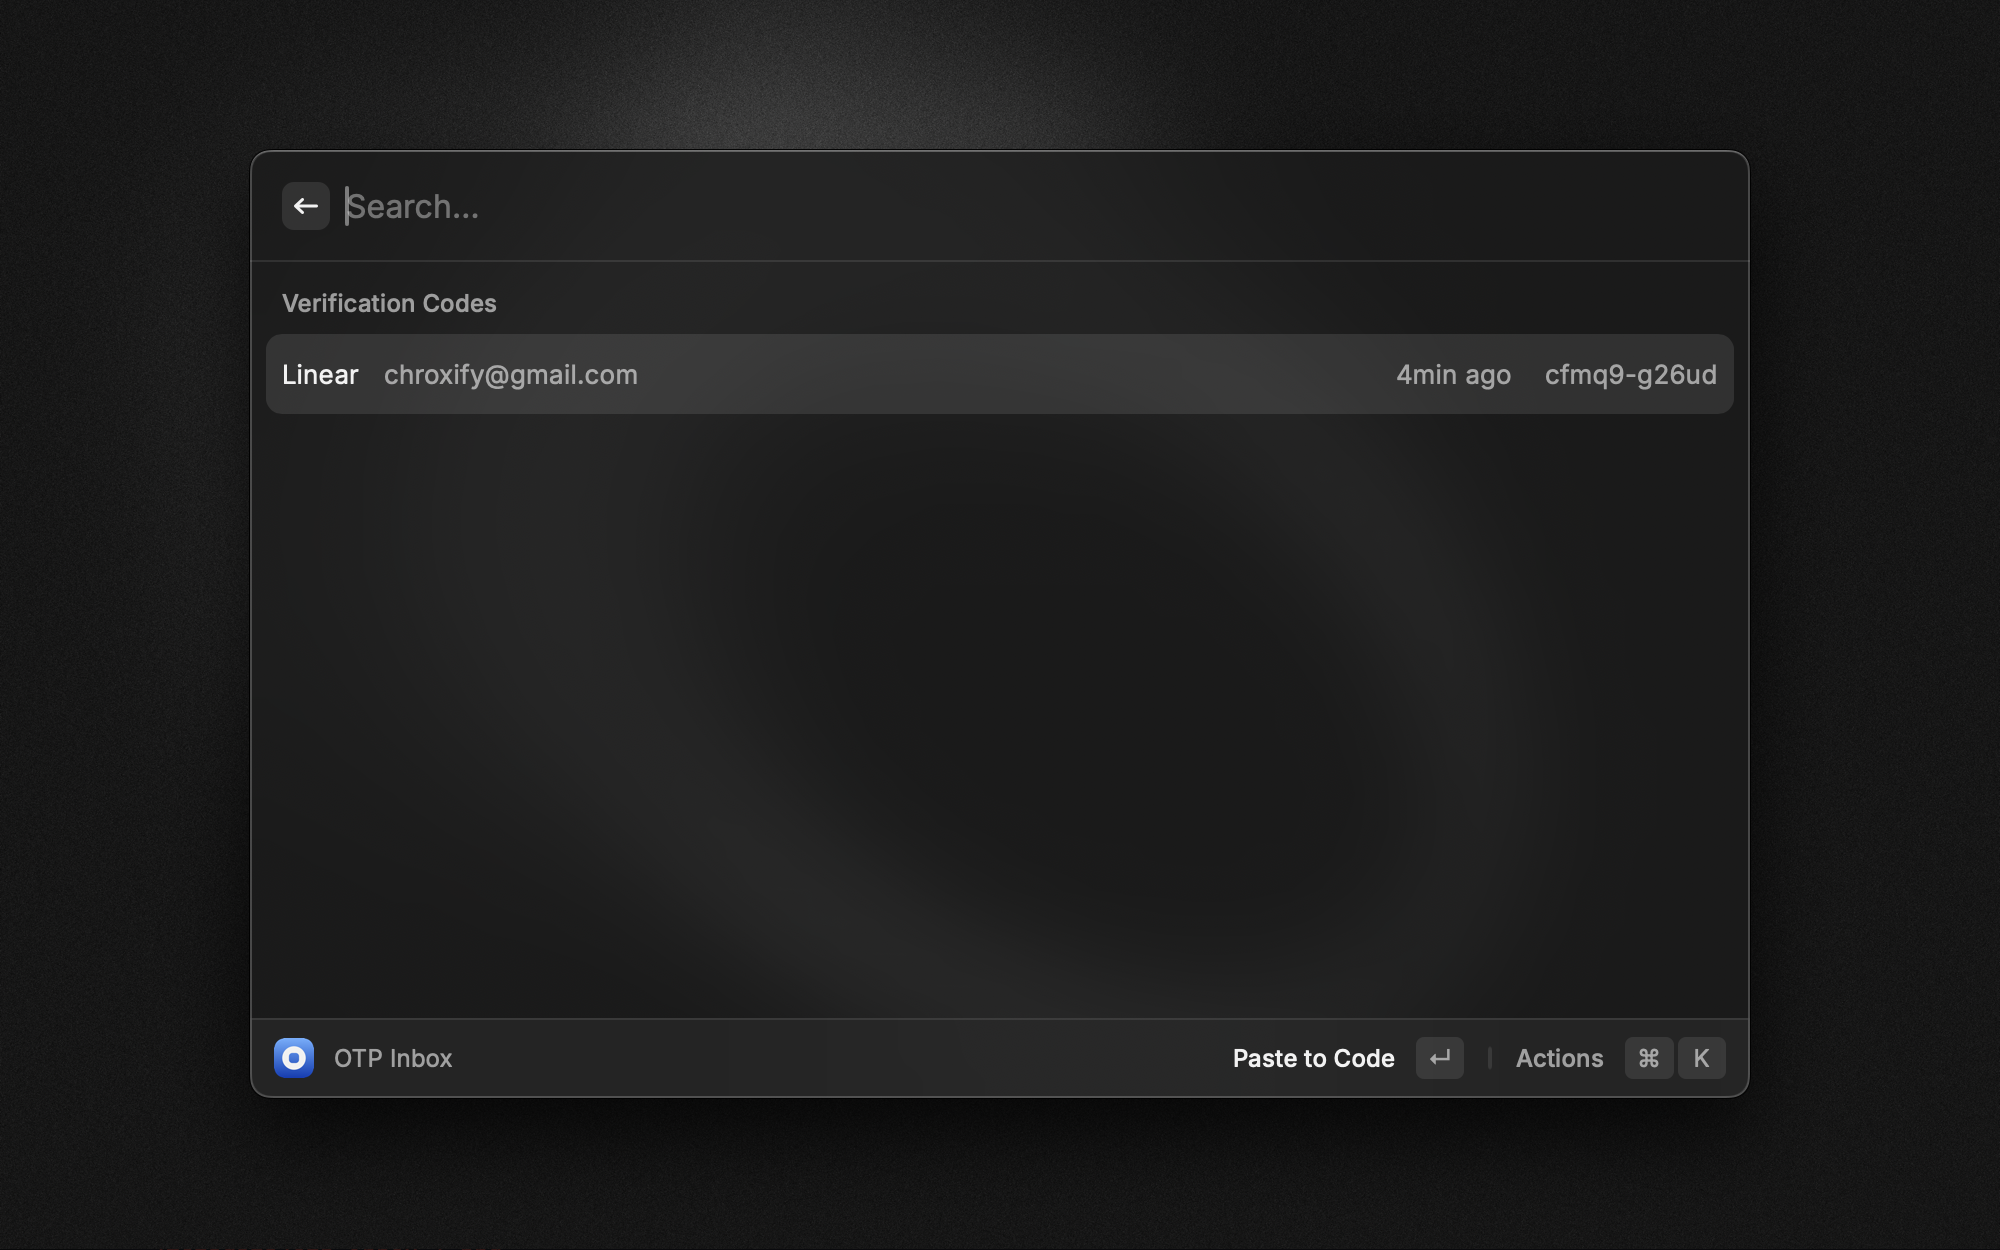 Search...
Verification Codes
Linear chroxify@gmail.com 4min ago cfmq9-g26ud
OTP Inbox Paste to Code ↵ Actions ⌘ K